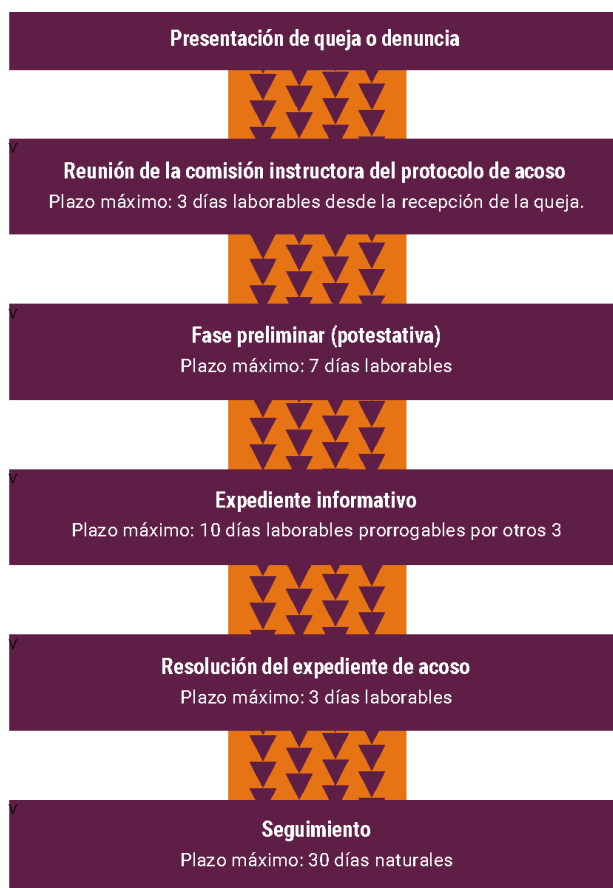 Presentación de queja o denuncia
V
Reunión de la comisión instructora del protocolo de acoso
Plazo máximo: 3 días laborables desde la recepción de la queja.
V
Fase preliminar (potestativa)
Plazo máximo: 7 días laborables
V
Expediente informativo
Plazo máximo: 10 días laborables prorrogables por otros 3
V
Resolución del expediente de acoso
Plazo máximo: 3 días laborables
V
Seguimiento
Plazo máximo: 30 días naturales